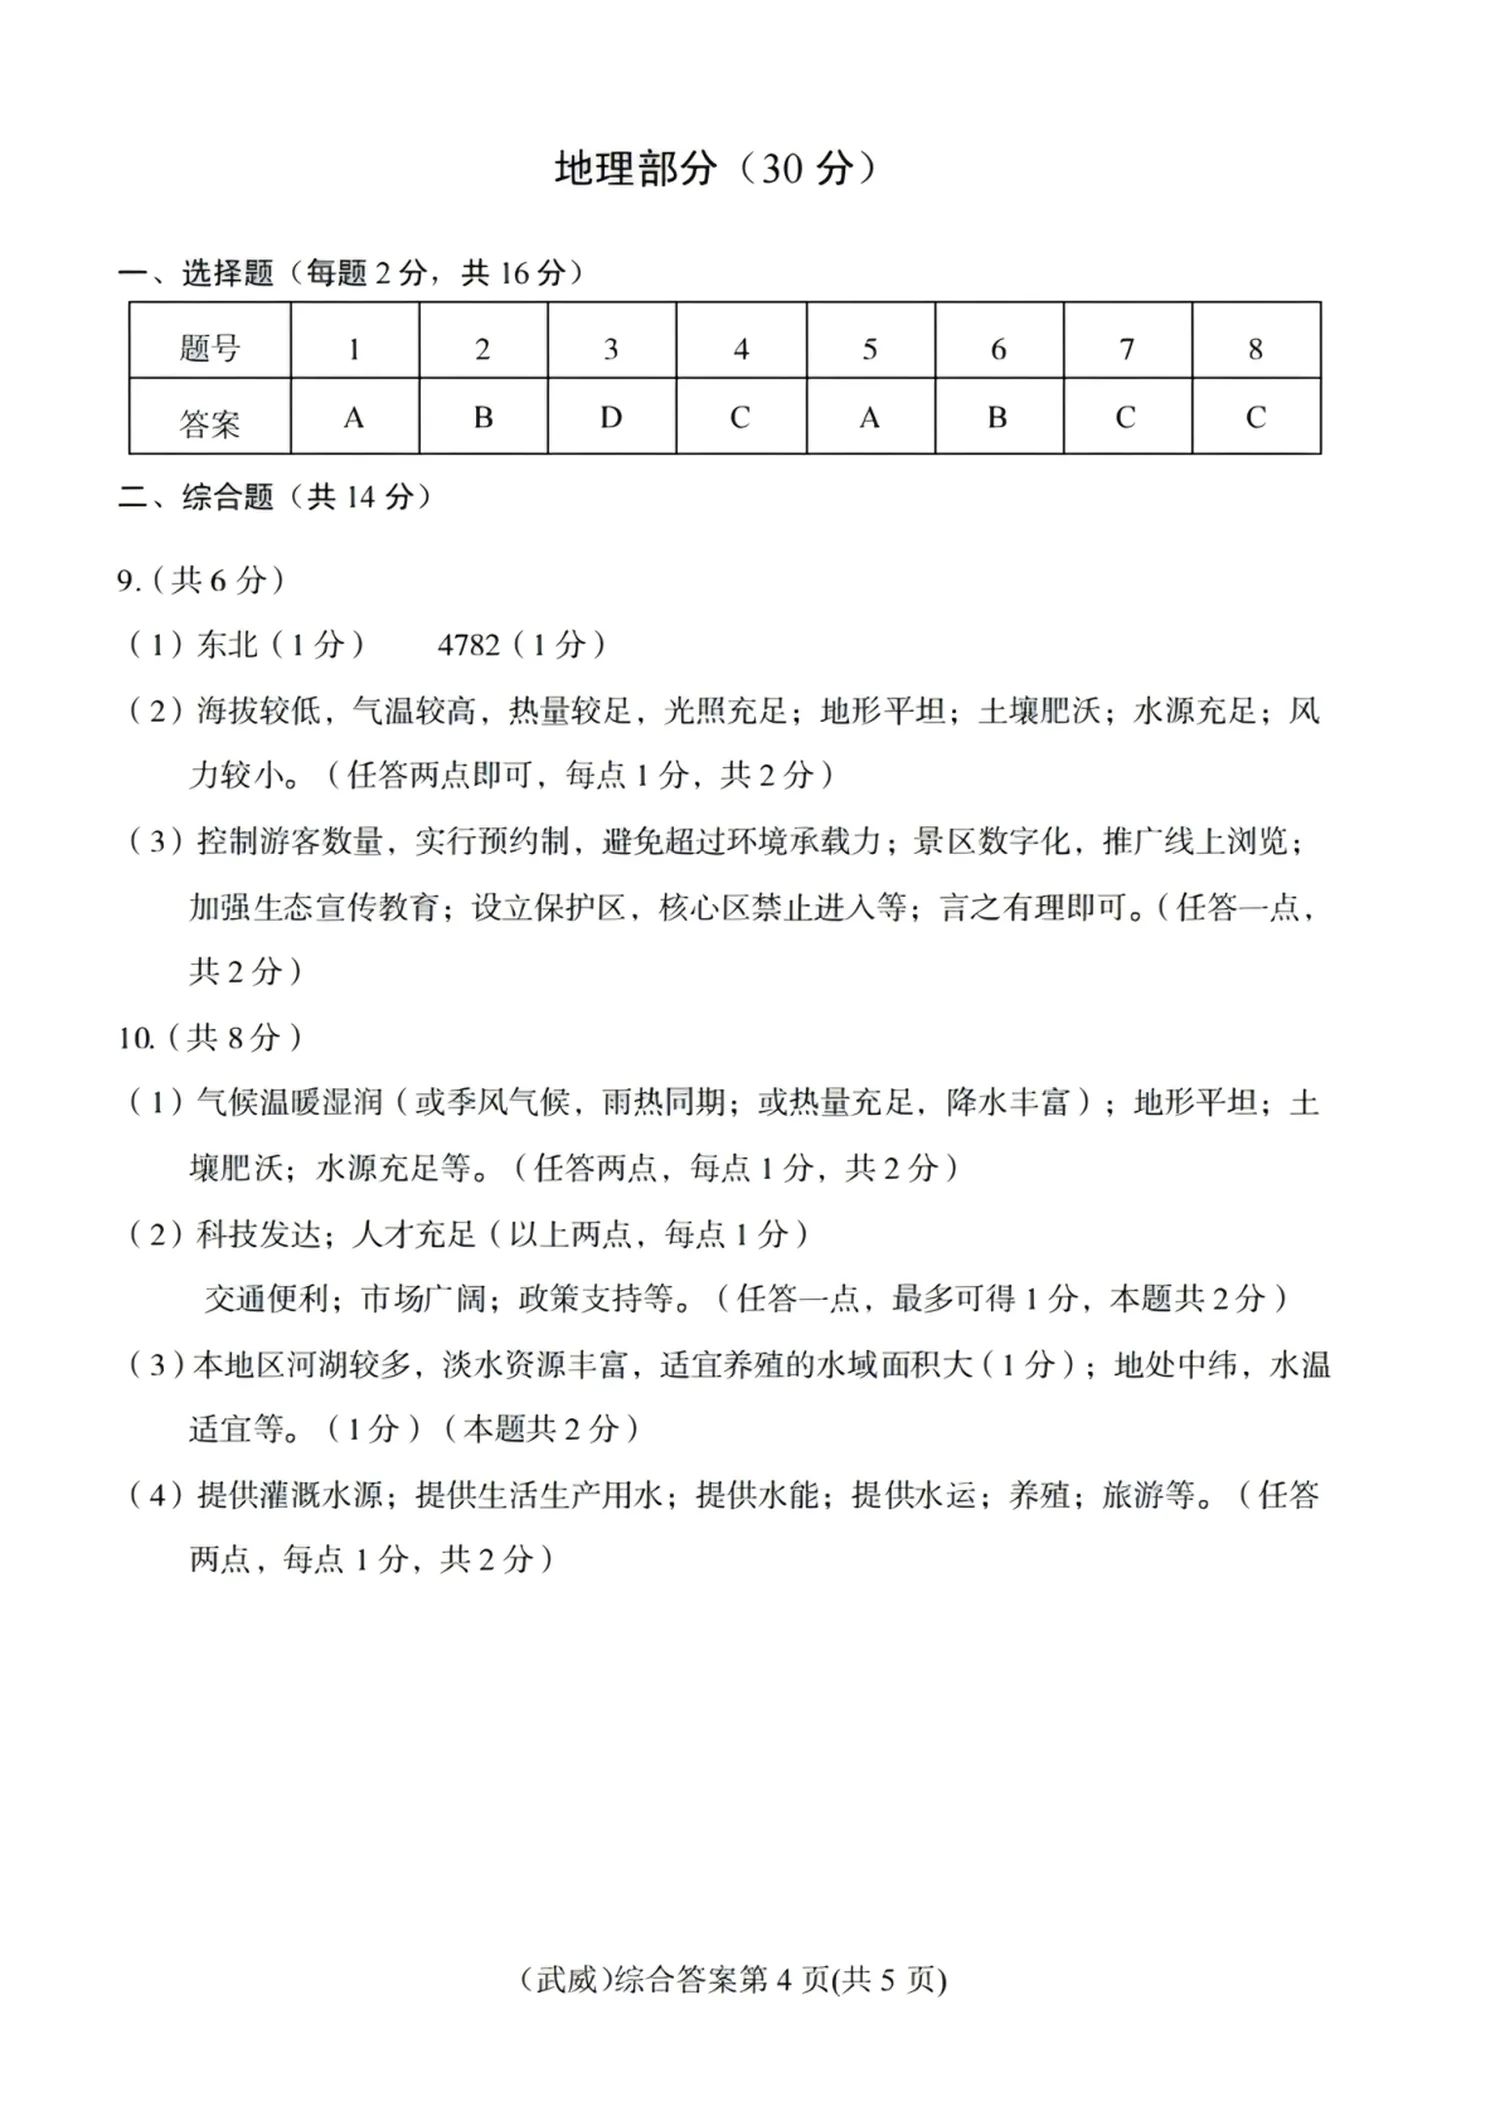 地理部分（30 分）
一、选择题（每题 2 分，共 16 分）
题号 1 2 3 4 5 6 7 8
答案 A B D C A B C C
二、综合题（共 14 分）
9.（共 6 分）
（1）东北（1 分） 4782（1 分）
（2）海拔较低，气温较高，热量较足，光照充足；地形平坦；土壤肥沃；水源充足；风
力较小。（任答两点即可，每点 1 分，共 2 分）
（3）控制游客数量，实行预约制，避免超过环境承载力；景区数字化，推广线上浏览；
加强生态宣传教育；设立保护区，核心区禁止进入等；言之有理即可。（任答一点，
共 2 分）
10.（共 8 分）
（1）气候温暖湿润（或季风气候，雨热同期；或热量充足，降水丰富）；地形平坦；土
壤肥沃；水源充足等。（任答两点，每点 1 分，共 2 分）
（2）科技发达；人才充足（以上两点，每点 1 分）
交通便利；市场广阔；政策支持等。（任答一点，最多可得 1 分，本题共 2 分）
（3）本地区河湖较多，淡水资源丰富，适宜养殖的水域面积大（1 分）；地处中纬，水温
适宜等。（1 分）（本题共 2 分）
（4）提供灌溉水源；提供生活生产用水；提供水能；提供水运；养殖；旅游等。（任答
两点，每点 1 分，共 2 分）
（武威）综合答案第 4 页(共 5 页)